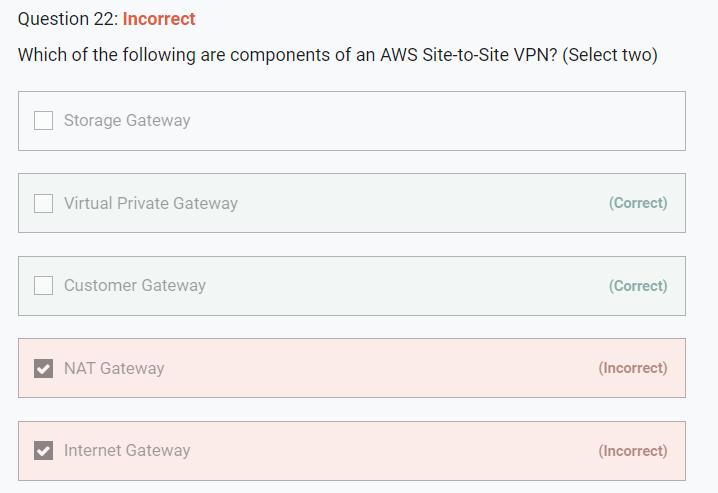 Question 22: Incorrect
Which of the following are components of an AWS Site-to-Site VPN? (Select two)
Storage Gateway
Virtual Private Gateway (Correct)
Customer Gateway (Correct)
NAT Gateway (Incorrect)
Internet Gateway (Incorrect)